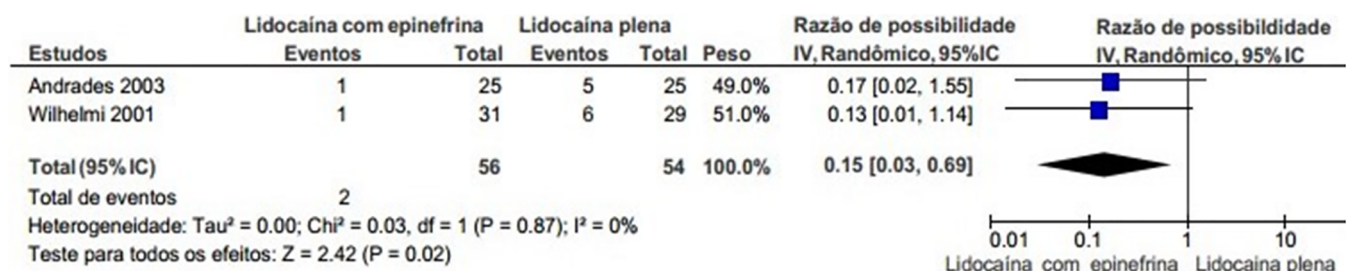 Lidocaína com epinefrina Lidocaína plena Razão de possibilidade Razão de possibildidade
Estudos Eventos Total Eventos Total Peso IV, Randômico, 95%IC IV, Randômico, 95%IC
Andrades 2003 1 25 5 25 49.0% 0.17 [0.02, 1.55]
Wilhelmi 2001 1 31 6 29 51.0% 0.13 [0.01, 1.14]
Total (95%IC) 56 54 100.0% 0.15 [0.03, 0.69]
Total de eventos 2
Heterogeneidade: Tau² = 0.00; Chi² = 0.03, df = 1 (P = 0.87); I² = 0%
Teste para todos os efeitos: Z = 2.42 (P = 0.02)
0.01 0.1 1 10
Lidocaína com epinefrina Lidocaína plena